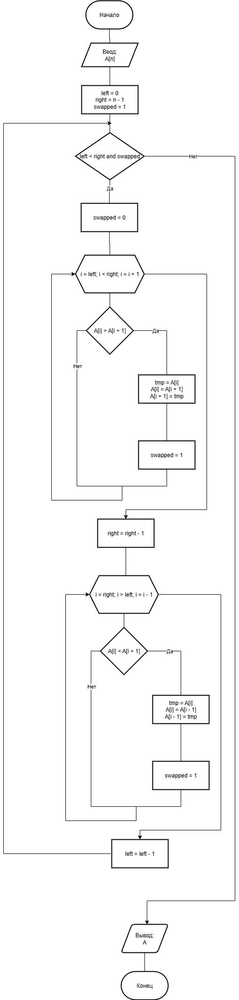 Начало
Ввод:
A[n]
left = 0
right = n - 1
swapped = 1
left < right and swapped
Нет
Да
swapped = 0
i = left; i < right; i = i + 1
A[i] > A[i + 1]
Да
Нет
tmp = A[i]
A[i] = A[i + 1]
A[i + 1] = tmp
swapped = 1
right = right - 1
i = right; i > left; i = i - 1
A[i] < A[i + 1]
Да
Нет
tmp = A[i]
A[i] = A[i - 1]
A[i - 1] = tmp
swapped = 1
left = left - 1
Вывод:
A
Конец